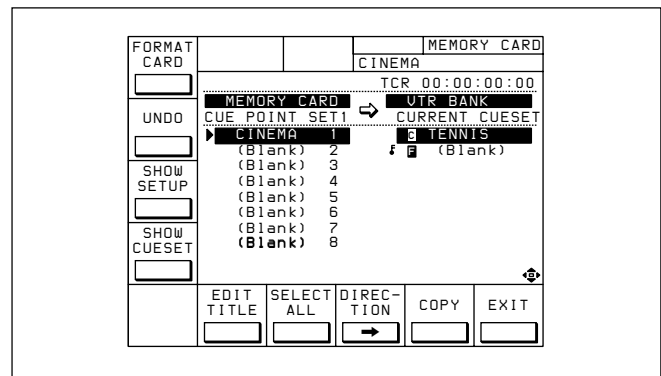 FORMAT CARD
MEMORY CARD
CINEMA
TCR 00:00:00:00
MEMORY CARD ⇨ VTR BANK
CUE POINT SET1 CURRENT CUESET
UNDO
CINEMA 1 C TENNIS
(Blank) 2 F (Blank)
(Blank) 3
SHOW SETUP
(Blank) 4
(Blank) 5
(Blank) 6
SHOW CUESET
(Blank) 7
(Blank) 8
EDIT TITLE
SELECT ALL
DIREC-TION
➞
COPY
EXIT